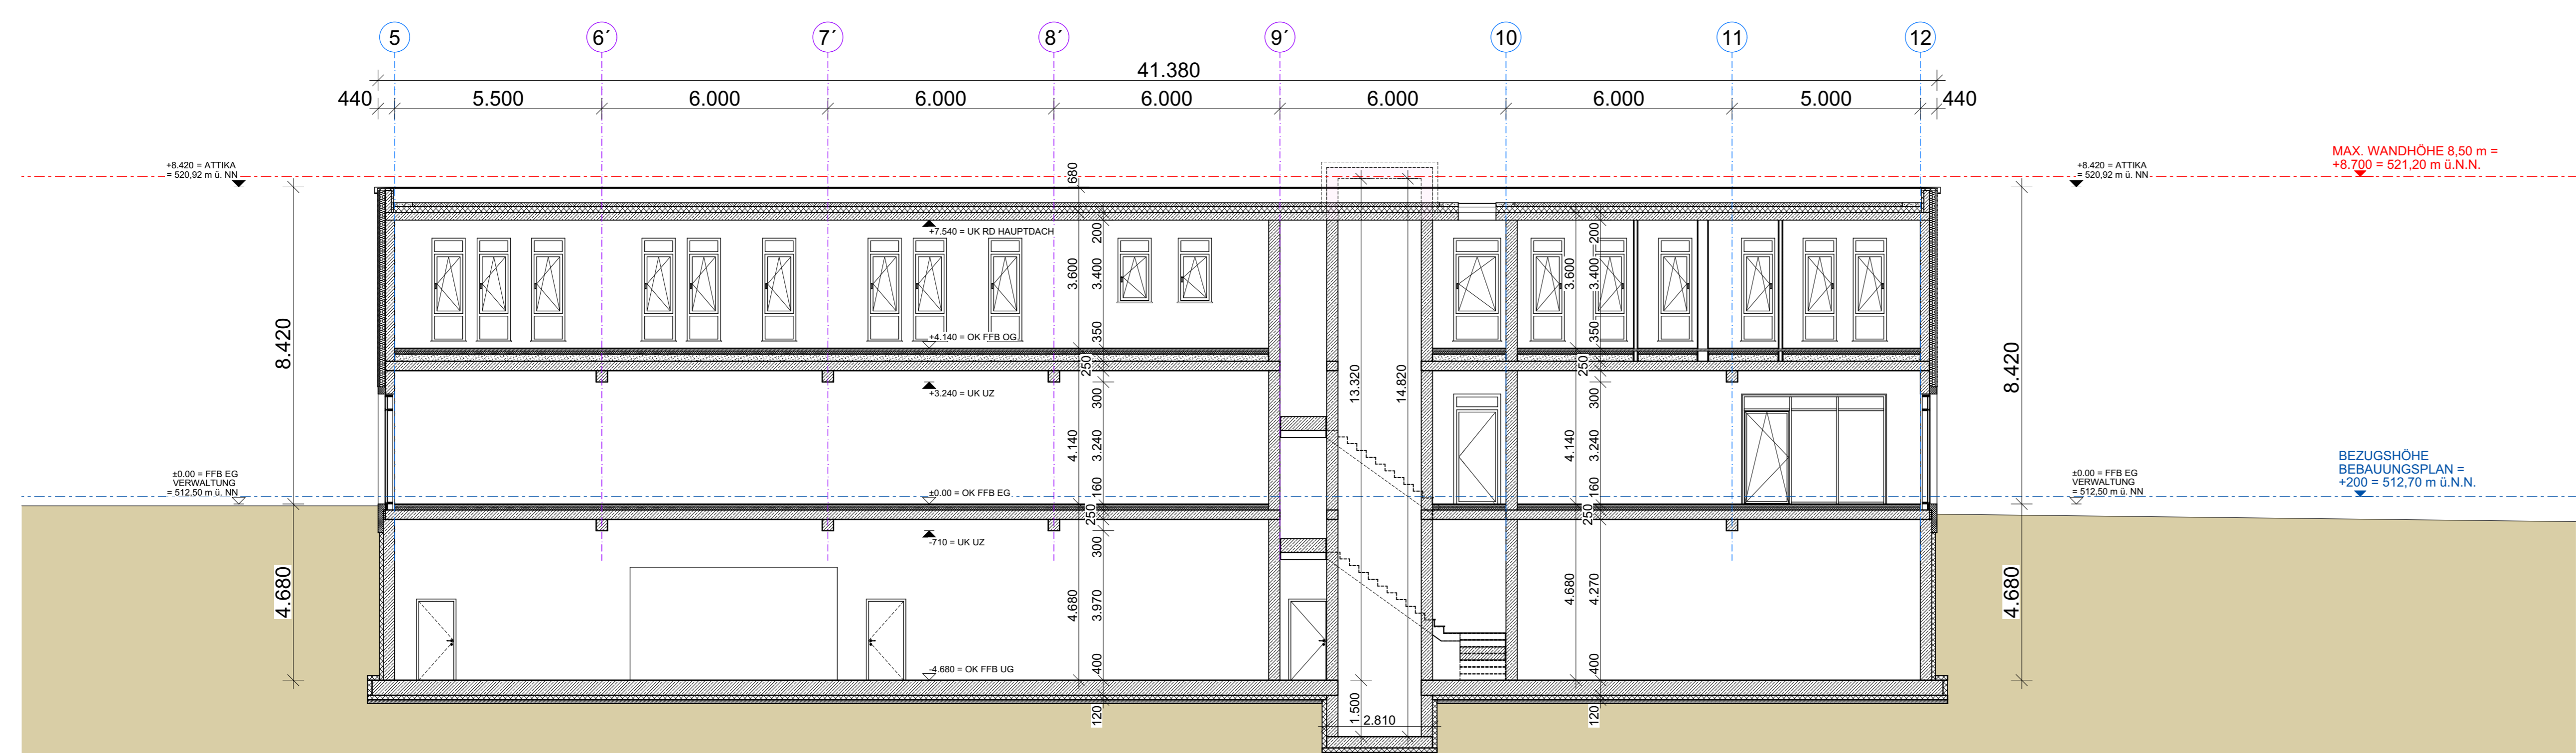 5
6´
7´
8´
9´
10
11
12
41.380
440
5.500
6.000
6.000
6.000
6.000
6.000
5.000
440
+8.420 = ATTIKA
= 520,92 m ü. NN
680
+8.420 = ATTIKA
= 520,92 m ü. NN
MAX. WANDHÖHE 8,50 m =
+8.700 = 521,20 m ü.N.N.
+7.540 = UK RD HAUPTDACH
200
3.600
3.400
350
+4.140 = OK FFB OG
250
200
3.600
3.400
350
250
8.420
8.420
+3.240 = UK UZ
300
4.140
3.240
160
13.320
14.820
300
4.140
3.240
160
±0.00 = FFB EG
VERWALTUNG
= 512,50 m ü. NN
±0.00 = OK FFB EG
±0.00 = FFB EG
VERWALTUNG
= 512,50 m ü. NN
BEZUGSHÖHE
BEBAUUNGSPLAN =
+200 = 512,70 m ü.N.N.
250
250
-710 = UK UZ
300
4.680
4.680
3.970
4.680
4.270
4.680
-4.680 = OK FFB UG
400
400
120
1.500
2.810
120